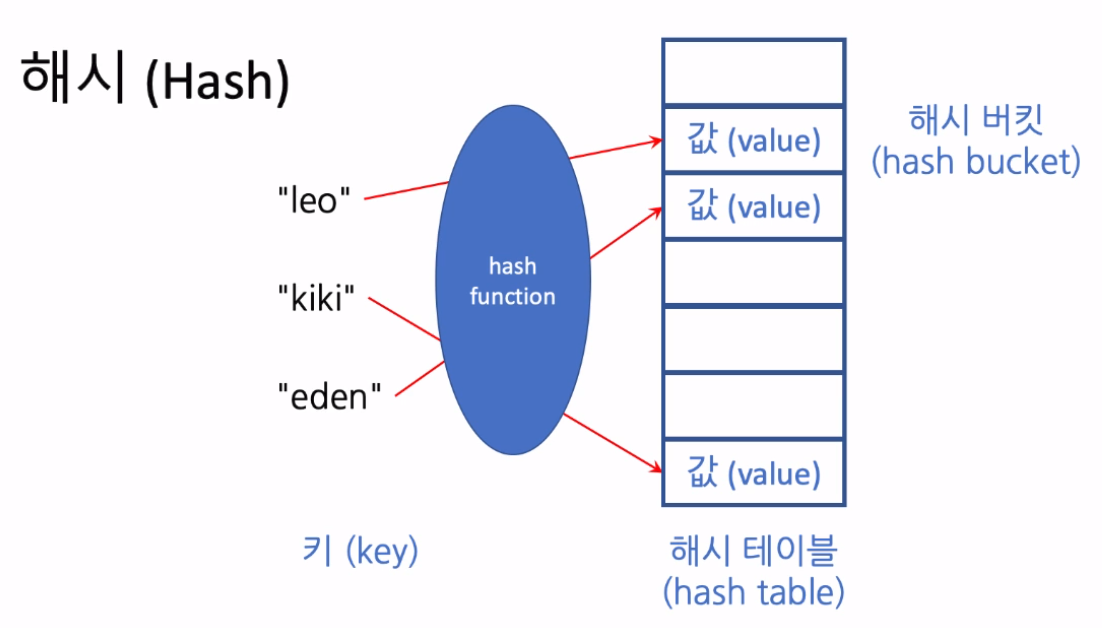 해시 (Hash)
"leo"
"kiki"
"eden"
키 (key)
hash
function
값 (value)
값 (value)
값 (value)
해시 테이블
(hash table)
해시 버킷
(hash bucket)